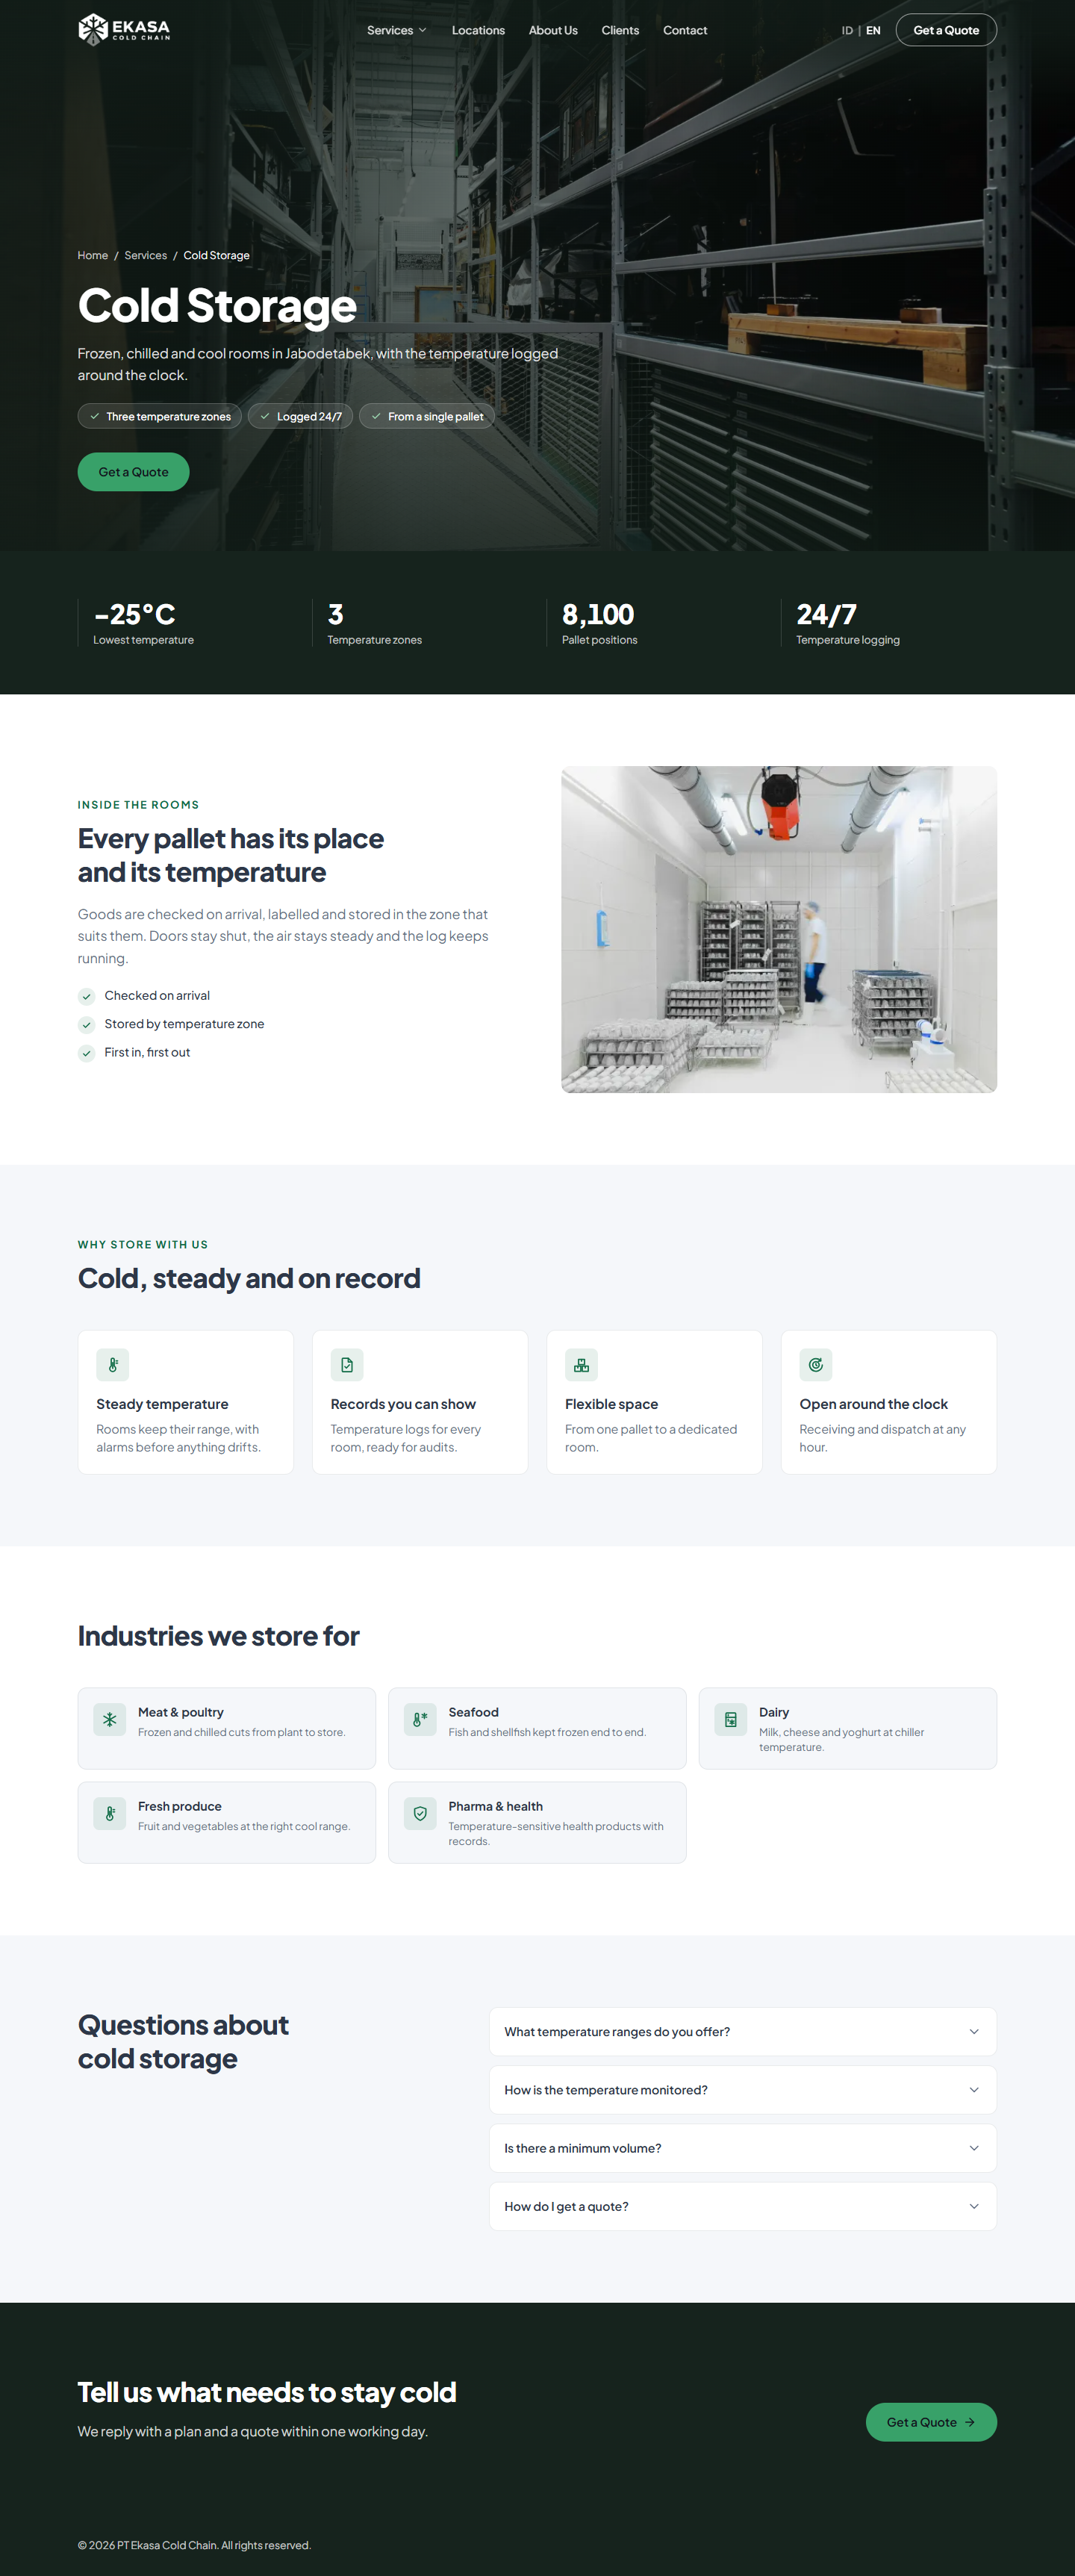 EKASA
COLD CHAIN
Services
Locations
About Us
Clients
Contact
ID | EN
Get a Quote
Home / Services / Cold Storage
Cold Storage
Frozen, chilled and cool rooms in Jabodetabek, with the temperature logged
around the clock.
Three temperature zones
Logged 24/7
From a single pallet
Get a Quote
-25°C
Lowest temperature
3
Temperature zones
8,100
Pallet positions
24/7
Temperature logging
INSIDE THE ROOMS
Every pallet has its place
and its temperature
Goods are checked on arrival, labelled and stored in the zone that
suits them. Doors stay shut, the air stays steady and the log keeps
running.
Checked on arrival
Stored by temperature zone
First in, first out
WHY STORE WITH US
Cold, steady and on record
Steady temperature
Rooms keep their range, with
alarms before anything drifts.
Records you can show
Temperature logs for every
room, ready for audits.
Flexible space
From one pallet to a dedicated
room.
Open around the clock
Receiving and dispatch at any
hour.
Industries we store for
Meat & poultry
Frozen and chilled cuts from plant to store.
Seafood
Fish and shellfish kept frozen end to end.
Dairy
Milk, cheese and yoghurt at chiller
temperature.
Fresh produce
Fruit and vegetables at the right cool range.
Pharma & health
Temperature-sensitive health products with
records.
Questions about
cold storage
What temperature ranges do you offer?
How is the temperature monitored?
Is there a minimum volume?
How do I get a quote?
Tell us what needs to stay cold
We reply with a plan and a quote within one working day.
Get a Quote
© 2026 PT Ekasa Cold Chain. All rights reserved.